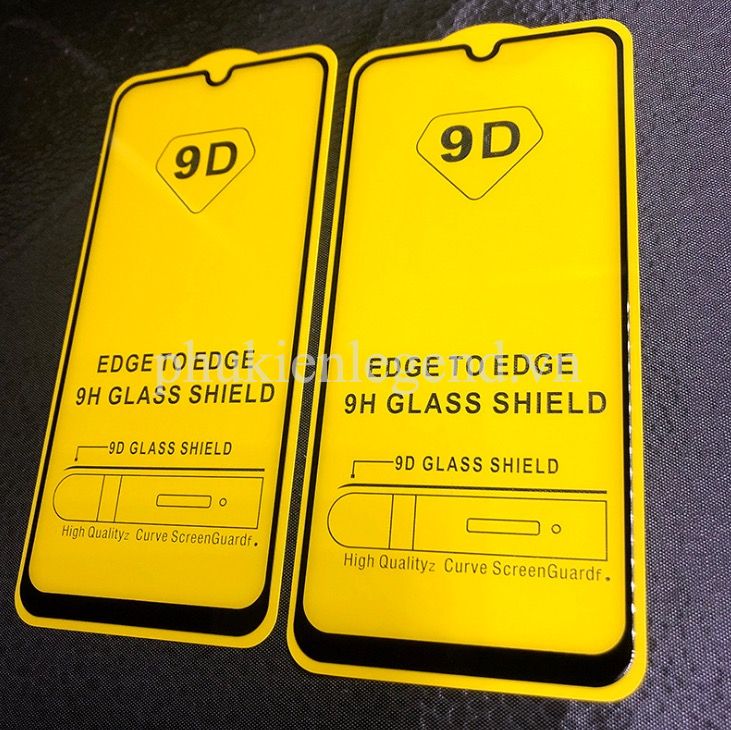 9D
EDGE TO EDGE
9H GLASS SHIELD
9D GLASS SHIELD
High Qualityz Curve ScreenGuardf.
9D
EDGE TO EDGE
9H GLASS SHIELD
9D GLASS SHIELD
High Qualityz Curve ScreenGuardf.
phukienlegend.vn